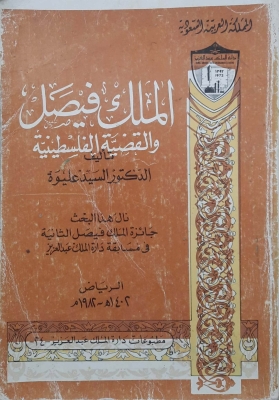 المملكة العربية السعودية
الملك فيصل
والقضية الفلسطينية
تأليف
الدكتور السيد عليوة
نال هذا البحث
جائزة الملك فيصل الثانية
في مسابقة دارة الملك عبدالعزيز
الرياض
١٤٠٢هـ - ١٩٨٢م
مطبوعات دارة الملك عبدالعزيز ٢٤